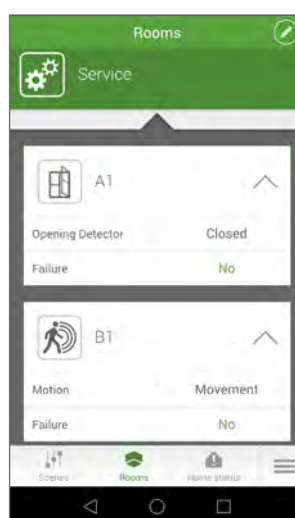 Rooms
Service
A1
Opening Detector Closed
Failure No
B1
Motion Movement
Failure No
Scenes Rooms Home status